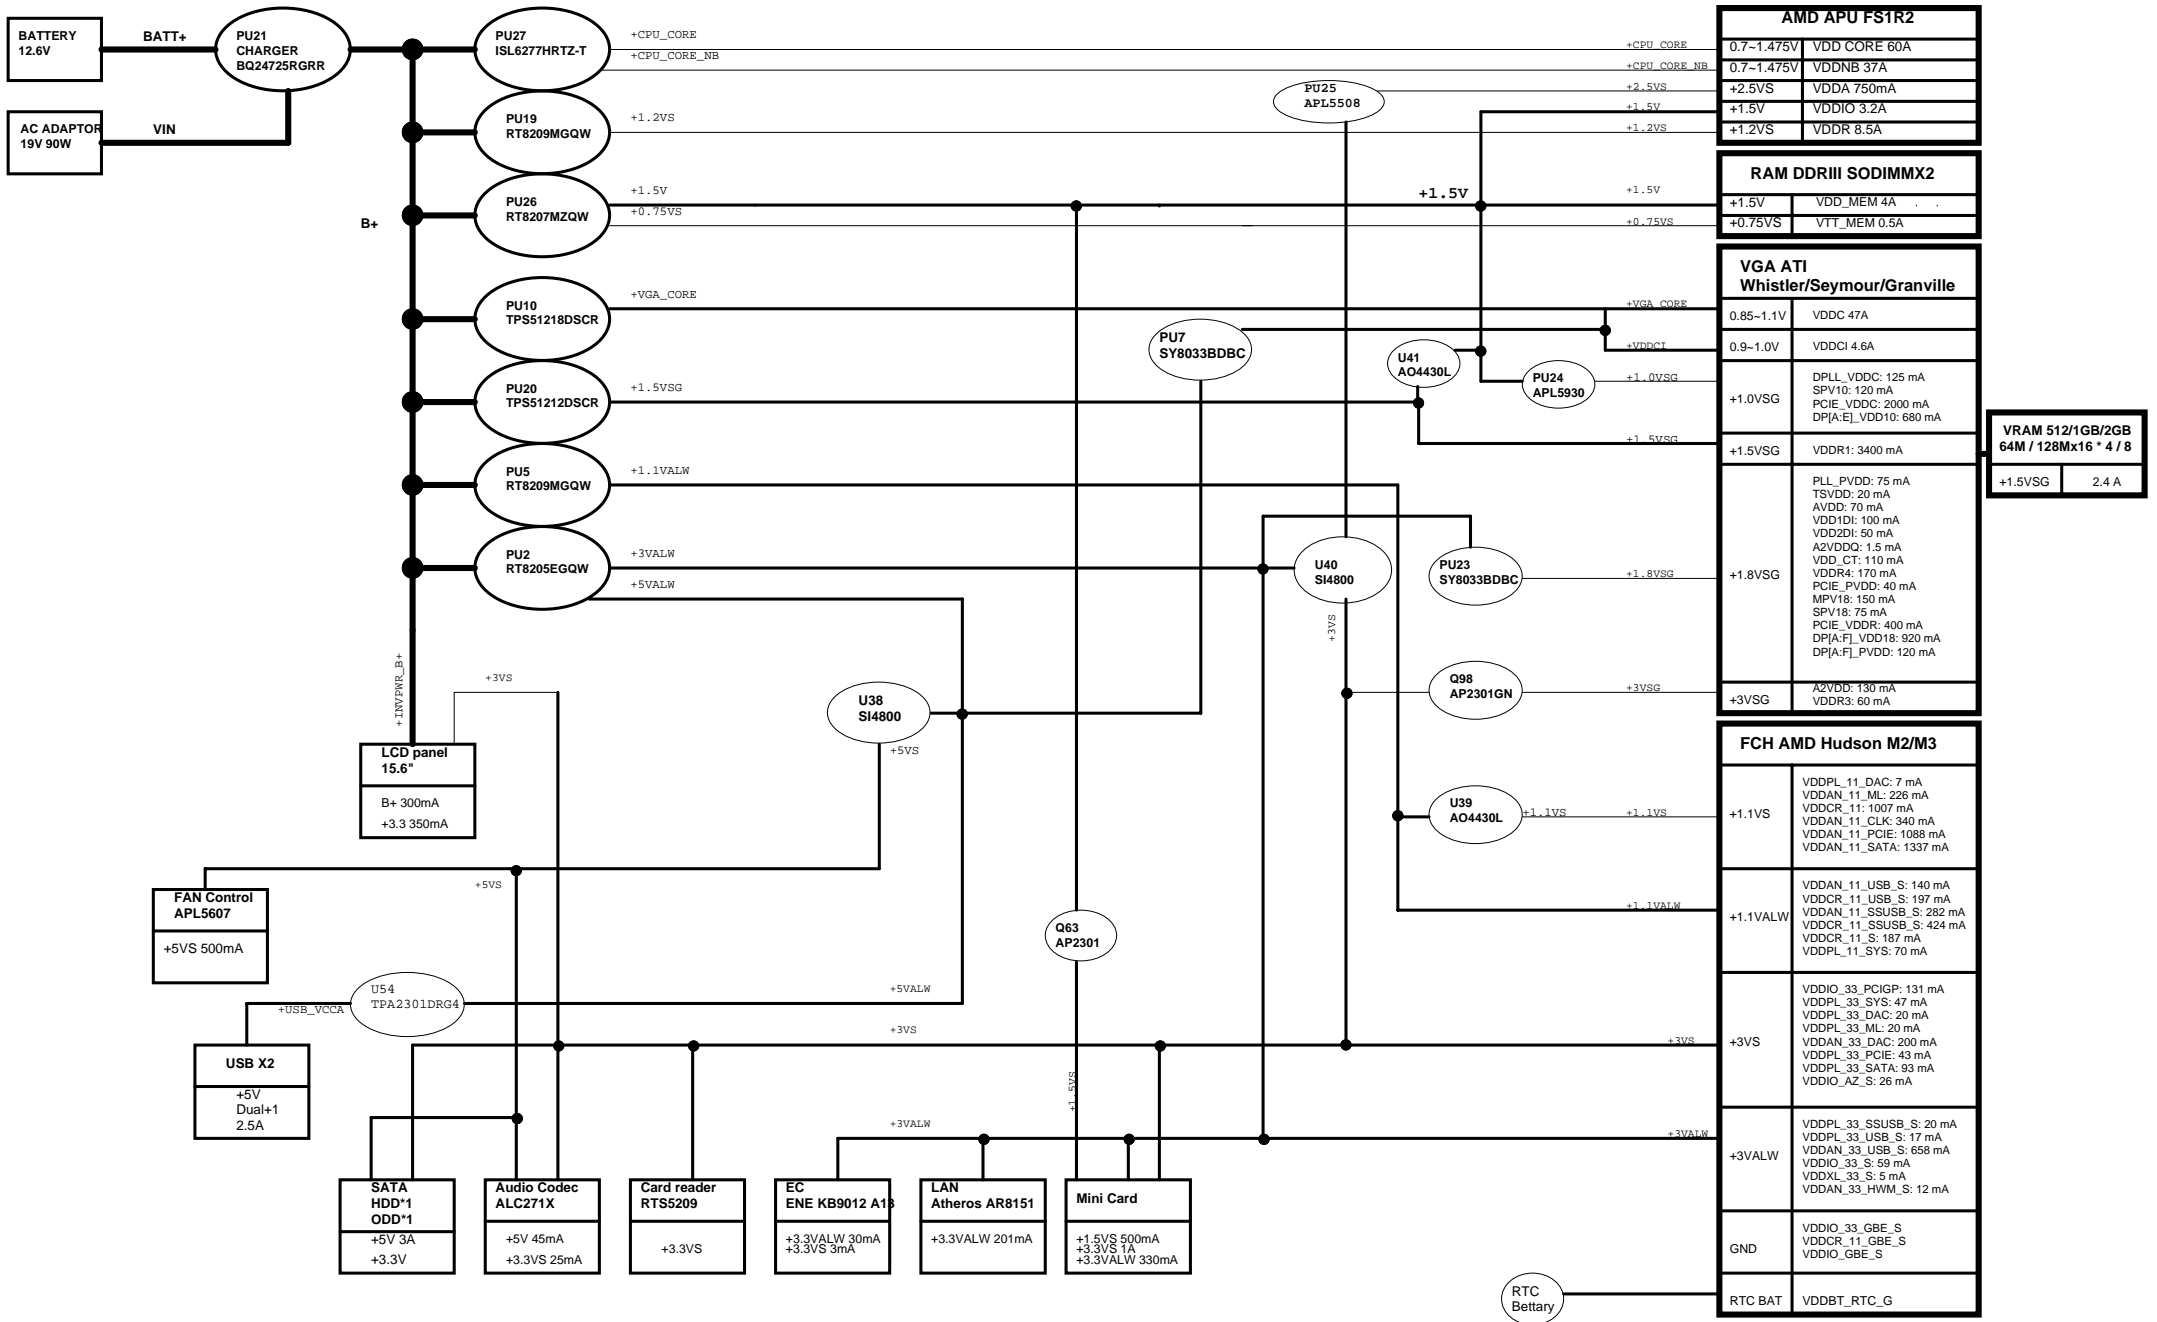 BATTERY
12.6V
BATT+
PU21
CHARGER
BQ24725RGRR
AC ADAPTOR
19V 90W
VIN
B+
PU27
ISL6277HRTZ-T
+CPU_CORE
+CPU_CORE_NB
PU19
RT8209MGQW
+1.2VS
PU26
RT8207MZQW
+1.5V
+0.75VS
PU10
TPS51218DSCR
+VGA_CORE
PU20
TPS51212DSCR
+1.5VSG
PU5
RT8209MGQW
+1.1VALW
PU2
RT8205EGQW
+3VALW
+5VALW
+INVPWR_B+
+3VS
LCD panel
15.6"
B+ 300mA
+3.3 350mA
PU25
APL5508
+1.5V
PU7
SY8033BDBC
U41
AO4430L
PU24
APL5930
U40
SI4800
+3VS
PU23
SY8033BDBC
Q98
AP2301GN
U38
SI4800
+5VS
U39
AO4430L
+1.1VS
+5VS
FAN Control
APL5607
+5VS 500mA
Q63
AP2301
+1.5VS
U54
TPA2301DRG4
+5VALW
+USB_VCCA
USB X2
+5V
Dual+1
2.5A
+3VS
+3VALW
SATA
HDD*1
ODD*1
+5V 3A
+3.3V
Audio Codec
ALC271X
+5V 45mA
+3.3VS 25mA
Card reader
RTS5209
+3.3VS
EC
ENE KB9012 A13
+3.3VALW 30mA
+3.3VS 3mA
LAN
Atheros AR8151
+3.3VALW 201mA
Mini Card
+1.5VS 500mA
+3.3VS 1A
+3.3VALW 330mA
RTC
Bettary
+CPU_CORE
+CPU_CORE_NB
+2.5VS
+1.5V
+1.2VS
AMD APU FS1R2
0.7~1.475V VDD CORE 60A
0.7~1.475V VDDNB 37A
+2.5VS VDDA 750mA
+1.5V VDDIO 3.2A
+1.2VS VDDR 8.5A
+1.5V
+0.75VS
RAM DDRIII SODIMMX2
+1.5V VDD_MEM 4A . .
+0.75VS VTT_MEM 0.5A
+VGA_CORE
+VDDCI
+1.0VSG
+1.5VSG
+1.8VSG
+3VSG
VGA ATI
Whistler/Seymour/Granville
0.85~1.1V VDDC 47A
0.9~1.0V VDDCI 4.6A
+1.0VSG
DPLL_VDDC: 125 mA
SPV10: 120 mA
PCIE_VDDC: 2000 mA
DP[A:E]_VDD10: 680 mA
+1.5VSG VDDR1: 3400 mA
+1.8VSG
PLL_PVDD: 75 mA
TSVDD: 20 mA
AVDD: 70 mA
VDD1DI: 100 mA
VDD2DI: 50 mA
A2VDDQ: 1.5 mA
VDD_CT: 110 mA
VDDR4: 170 mA
PCIE_PVDD: 40 mA
MPV18: 150 mA
SPV18: 75 mA
PCIE_VDDR: 400 mA
DP[A:F]_VDD18: 920 mA
DP[A:F]_PVDD: 120 mA
+3VSG
A2VDD: 130 mA
VDDR3: 60 mA
VRAM 512/1GB/2GB
64M / 128Mx16 * 4 / 8
+1.5VSG 2.4 A
+1.1VS
+1.1VALW
+3VS
+3VALW
FCH AMD Hudson M2/M3
+1.1VS
VDDPL_11_DAC: 7 mA
VDDAN_11_ML: 226 mA
VDDCR_11: 1007 mA
VDDAN_11_CLK: 340 mA
VDDAN_11_PCIE: 1088 mA
VDDAN_11_SATA: 1337 mA
+1.1VALW
VDDAN_11_USB_S: 140 mA
VDDCR_11_USB_S: 197 mA
VDDAN_11_SSUSB_S: 282 mA
VDDCR_11_SSUSB_S: 424 mA
VDDCR_11_S: 187 mA
VDDPL_11_SYS: 70 mA
+3VS
VDDIO_33_PCIGP: 131 mA
VDDPL_33_SYS: 47 mA
VDDPL_33_DAC: 20 mA
VDDPL_33_ML: 20 mA
VDDAN_33_DAC: 200 mA
VDDPL_33_PCIE: 43 mA
VDDPL_33_SATA: 93 mA
VDDIO_AZ_S: 26 mA
+3VALW
VDDPL_33_SSUSB_S: 20 mA
VDDPL_33_USB_S: 17 mA
VDDAN_33_USB_S: 658 mA
VDDIO_33_S: 59 mA
VDDXL_33_S: 5 mA
VDDAN_33_HWM_S: 12 mA
GND
VDDIO_33_GBE_S
VDDCR_11_GBE_S
VDDIO_GBE_S
RTC BAT VDDBT_RTC_G